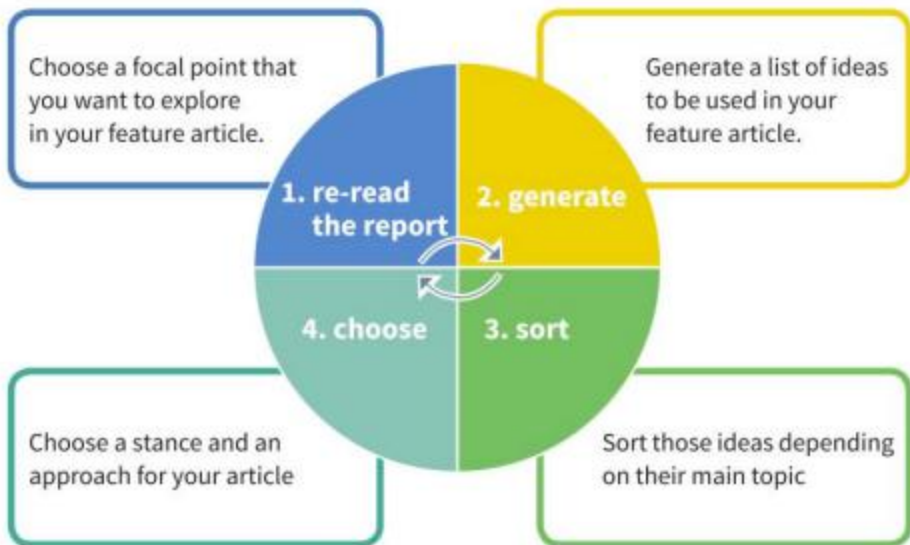 Choose a focal point that
you want to explore
in your feature article.
Generate a list of ideas
to be used in your
feature article.
1. re-read
the report
2. generate
4. choose
3. sort
Choose a stance and an
approach for your article
Sort those ideas depending
on their main topic